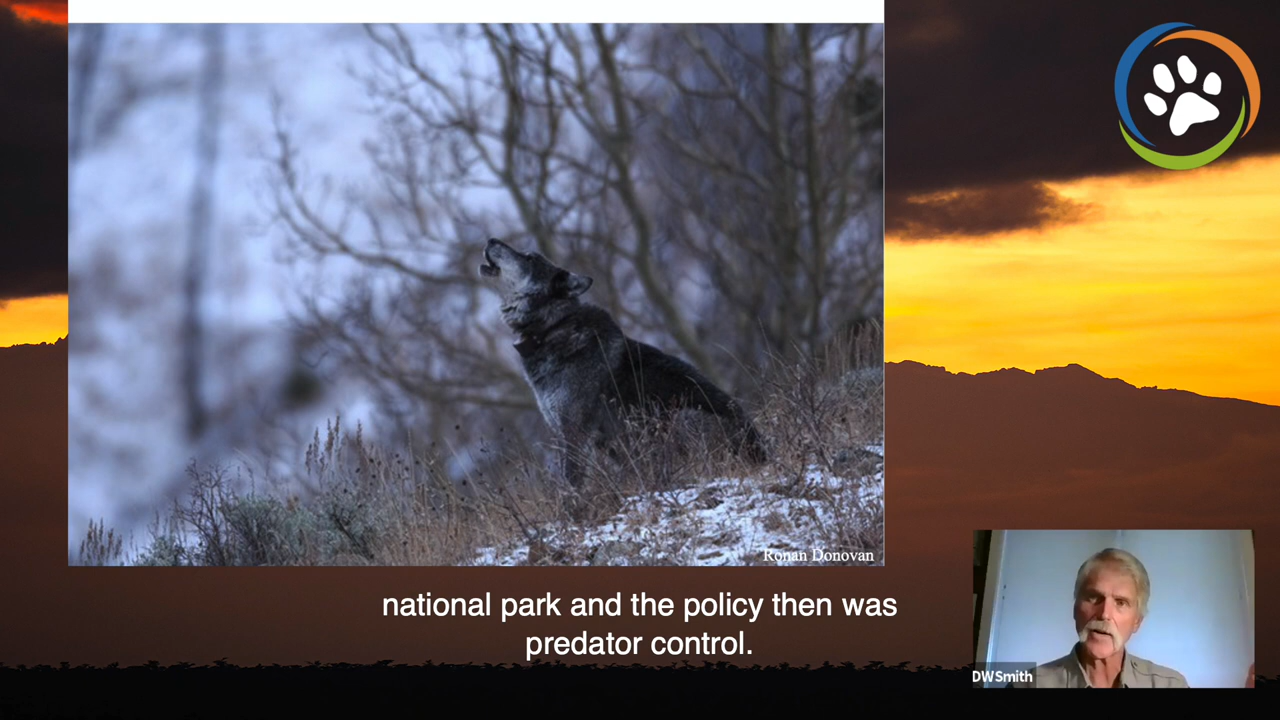 Ronan Donovan
national park and the policy then was
predator control.
DWSmith